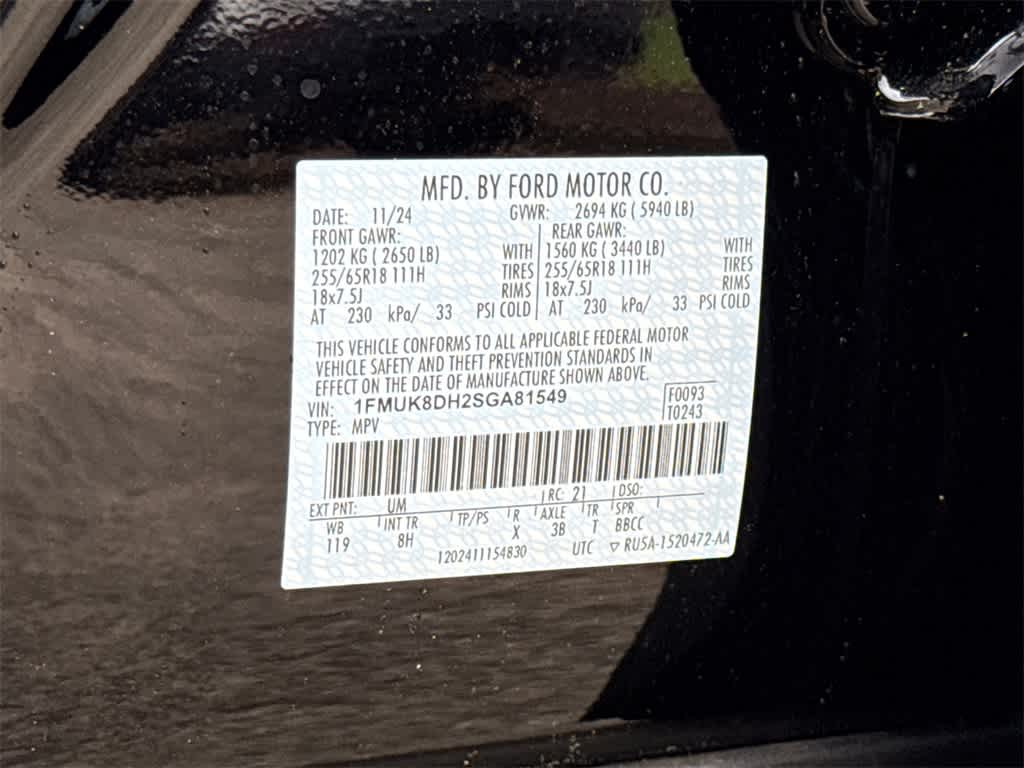 MFD. BY FORD MOTOR CO.
DATE: 11/24 GVWR: 2694 KG ( 5940 LB)
FRONT GAWR: REAR GAWR:
1202 KG ( 2650 LB) WITH 1560 KG ( 3440 LB) WITH
255/65R18 111H TIRES 255/65R18 111H TIRES
18x7.5J RIMS 18x7.5J RIMS
AT 230 kPa/ 33 PSI COLD AT 230 kPa/ 33 PSI COLD
THIS VEHICLE CONFORMS TO ALL APPLICABLE FEDERAL MOTOR
VEHICLE SAFETY AND THEFT PREVENTION STANDARDS IN
EFFECT ON THE DATE OF MANUFACTURE SHOWN ABOVE.
VIN: 1FMUK8DH2SGA81549 F0093
TYPE: MPV T0243
EXT PNT: UM RC: 21 DSO:
WB INT TR TP/PS R AXLE TR SPR
119 8H X 3B T BBCC
1202411154830 UTC ▽ RU5A-1520472-AA